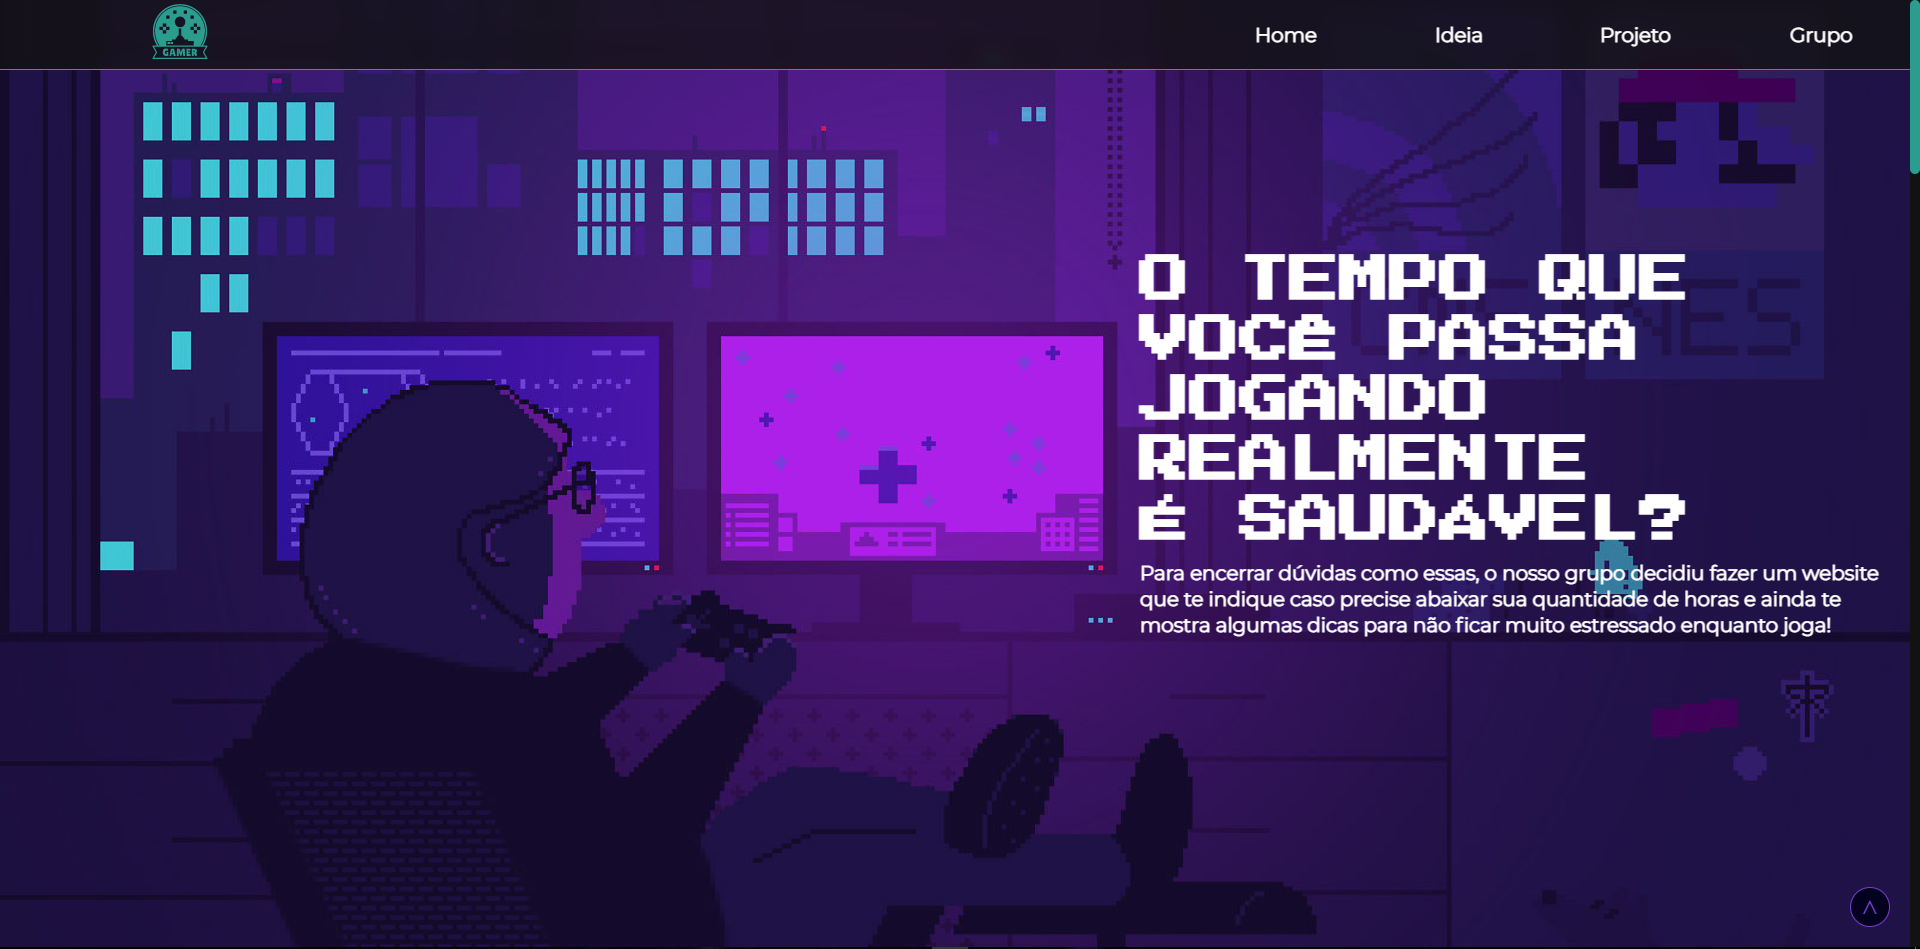 GAMER
Home Ideia Projeto Grupo
O TEMPO QUE
VOCê PASSA
JOGANDO
REALMENTE
É SAUDÁVEL?
Para encerrar dúvidas como essas, o nosso grupo decidiu fazer um website
que te indique caso precise abaixar sua quantidade de horas e ainda te
mostra algumas dicas para não ficar muito estressado enquanto joga!